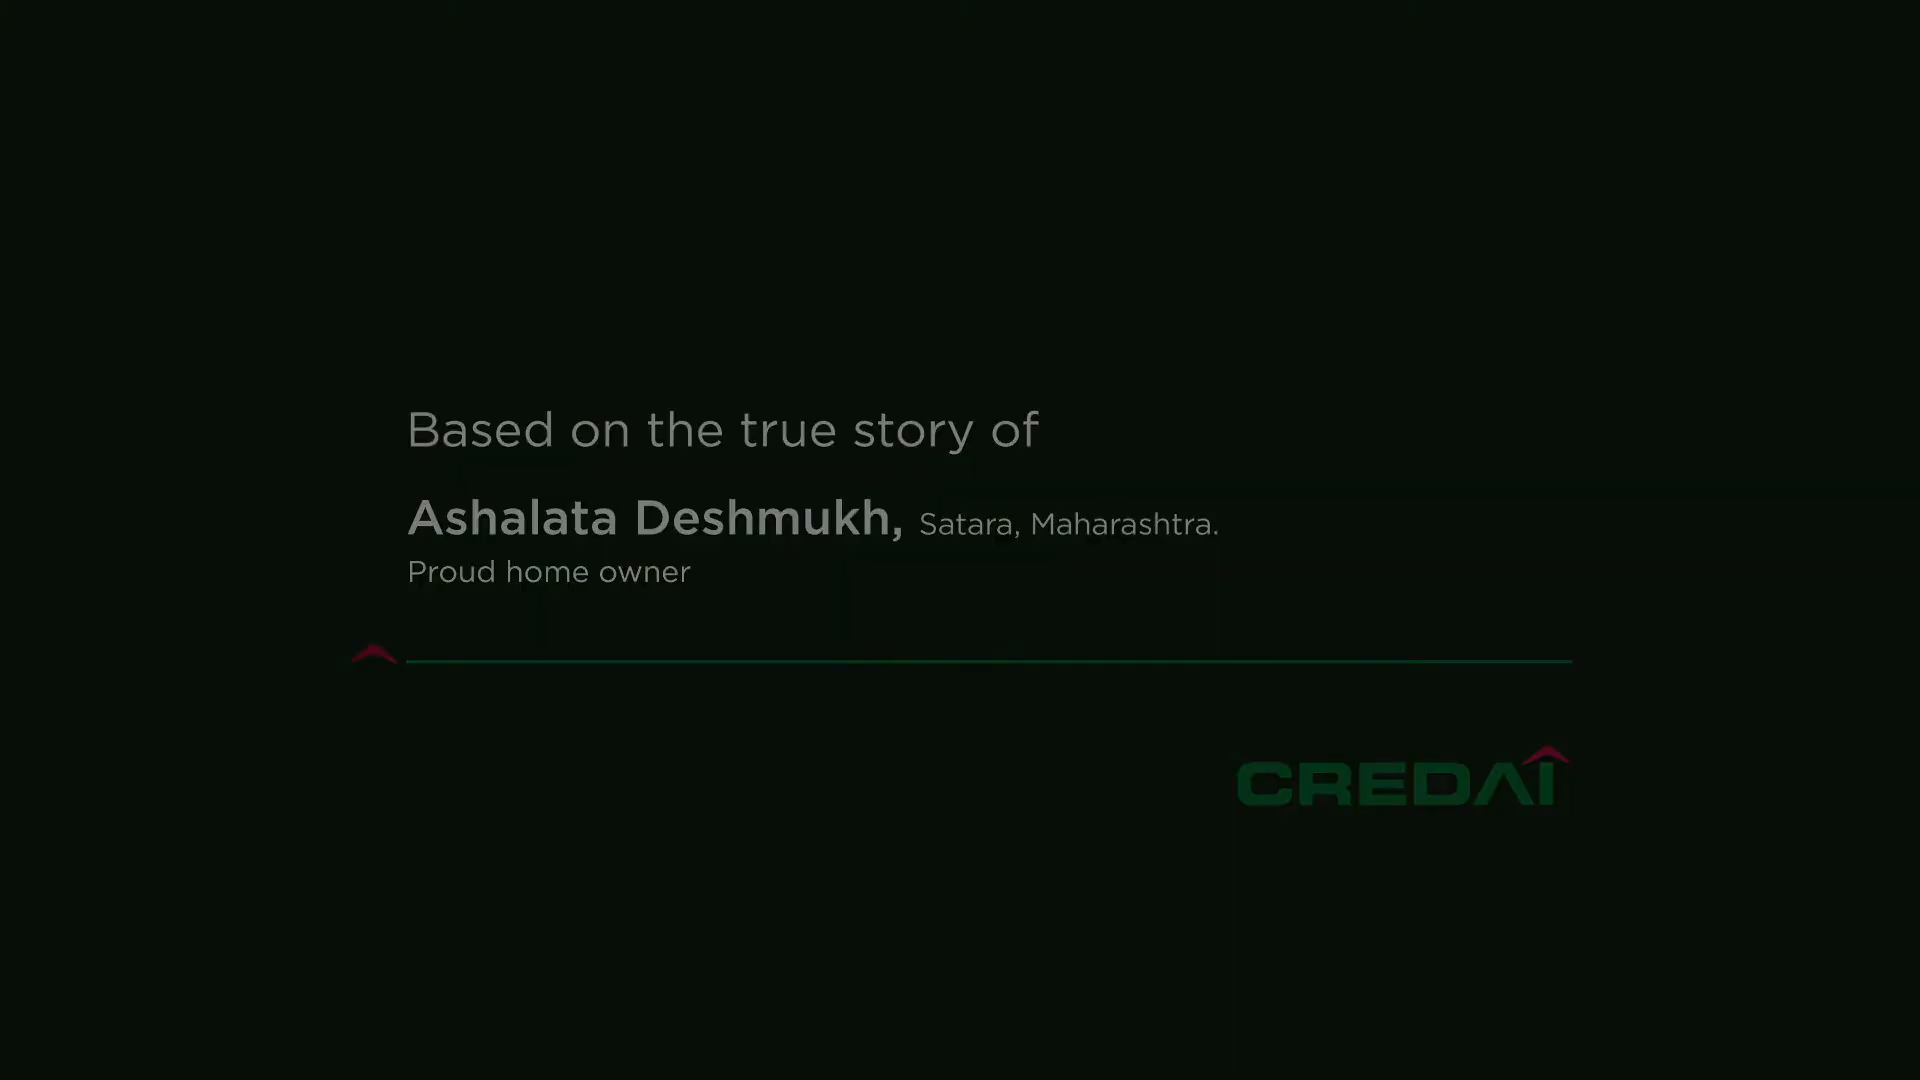 Based on the true story of
Ashalata Deshmukh, Satara, Maharashtra.
Proud home owner
CREDAI